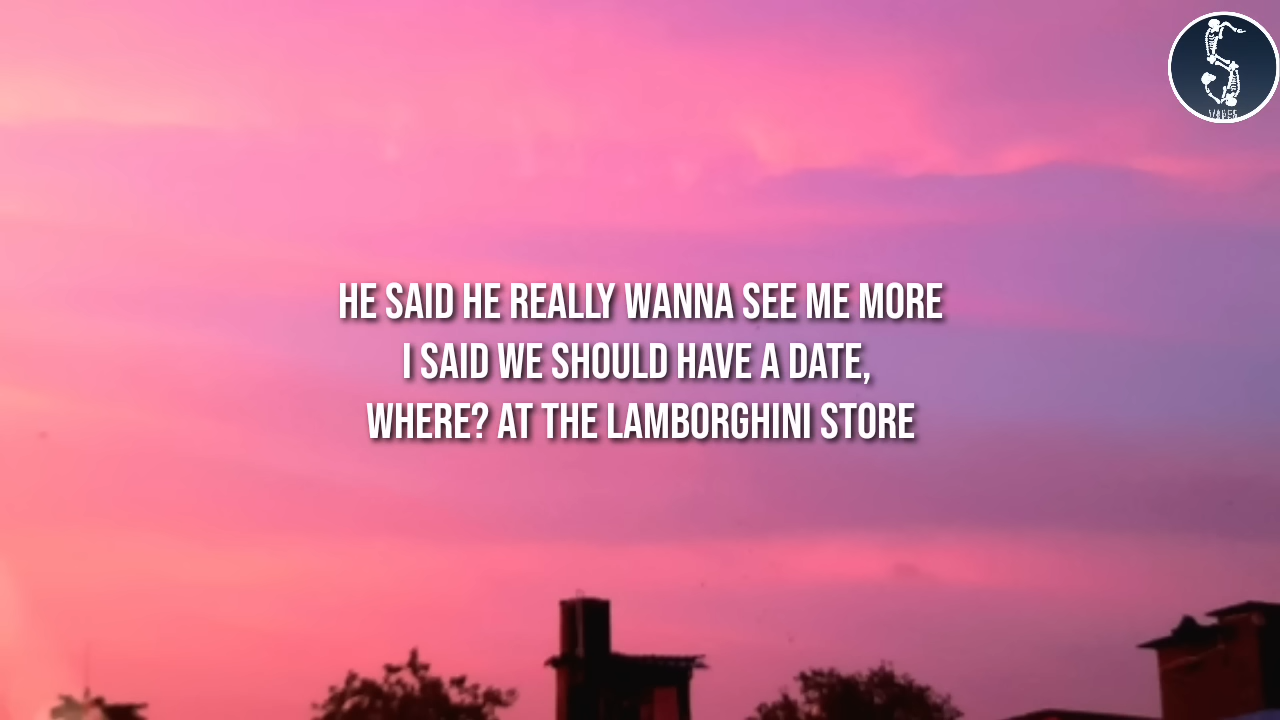 HE SAID HE REALLY WANNA SEE ME MORE
I SAID WE SHOULD HAVE A DATE,
WHERE? AT THE LAMBORGHINI STORE